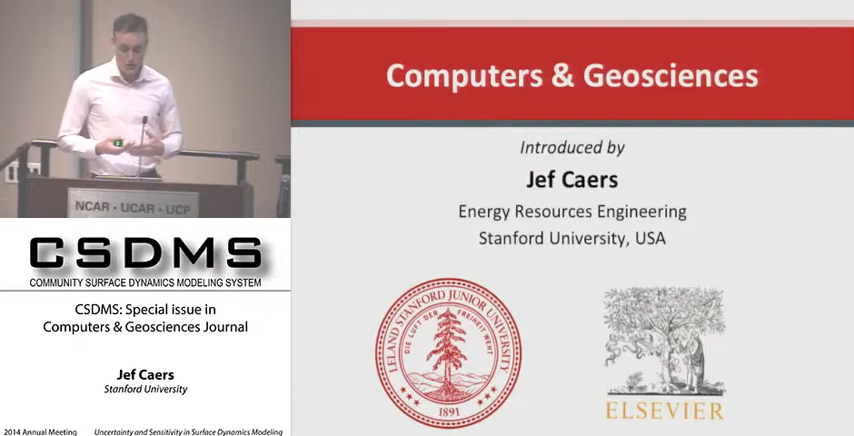 NCAR • UCAR • UCP
CSDMS
COMMUNITY SURFACE DYNAMICS MODELING SYSTEM
CSDMS: Special issue in
Computers & Geosciences Journal
Jef Caers
Stanford University
2014 Annual Meeting
Uncertainty and Sensitivity in Surface Dynamics Modeling
Computers & Geosciences
Introduced by
Jef Caers
Energy Resources Engineering
Stanford University, USA
LELAND STANFORD JUNIOR UNIVERSITY
DIE LUFT DER FREIHEIT WEHT
1891
ELSEVIER